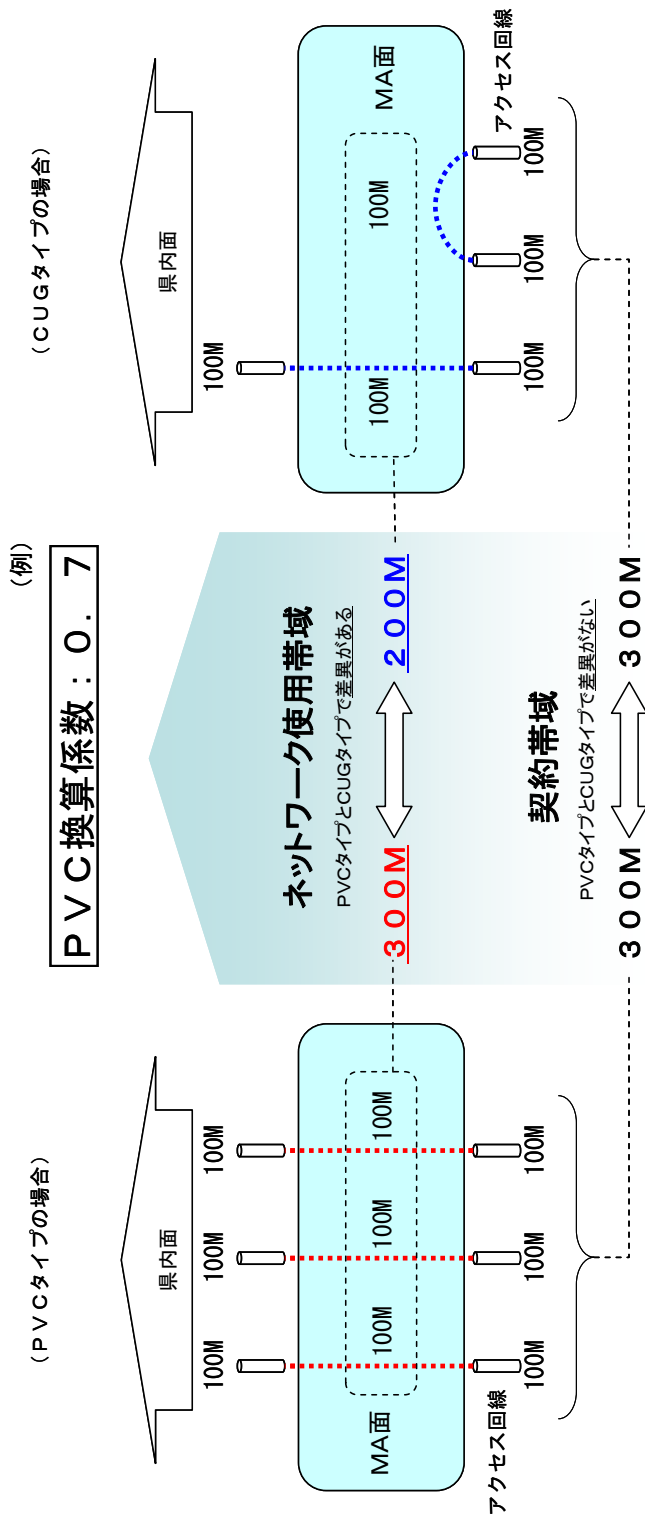 (例)
ＰＶＣ換算係数：０．７
(ＰＶＣタイプの場合)
県内面
100M
100M
100M
MA面
100M
100M
100M
アクセス回線
100M
100M
100M
ネットワーク使用帯域
PVCタイプとCUGタイプで差異がある
３００M
２００M
契約帯域
PVCタイプとCUGタイプで差異がない
３００M
３００M
(ＣＵＧタイプの場合)
県内面
100M
MA面
100M
100M
アクセス回線
100M
100M
100M